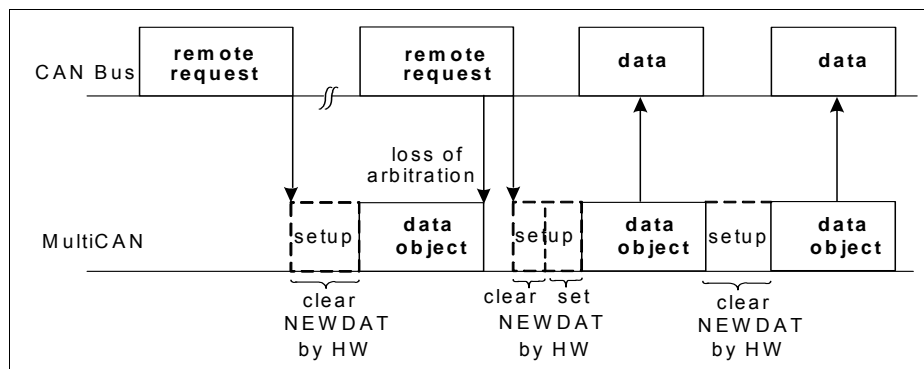 remote
request
remote
request
data
data
CAN Bus
loss of
arbitration
MultiCAN
setup
data
object
setup
data
object
setup
data
object
clear
NEWDAT
by HW
clear set
NEWDAT
by HW
clear
NEWDAT
by HW